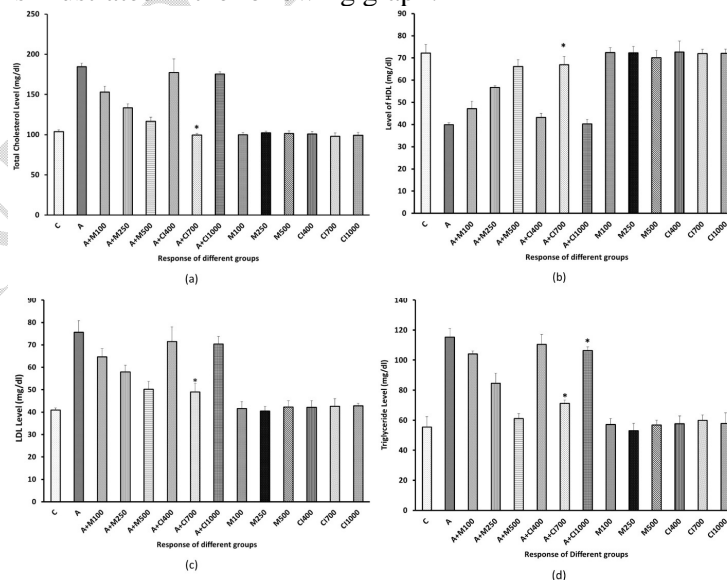 illustrated in the following graph.
250
200
150
100
50
0
Total Cholesterol Level (mg/dl)
*
C A A+M100 A+M250 A+M500 A+CI400 A+CI700 A+CI1000 M100 M250 M500 CI400 CI700 CI1000
Response of different groups
(a)
90
80
70
60
50
40
30
20
10
0
Level of HDL (mg/dl)
*
C A A+M100 A+M250 A+M500 A+CI400 A+CI700 A+CI1000 M100 M250 M500 CI400 CI700 CI1000
Response of different groups
(b)
90
80
70
60
50
40
30
20
10
0
LDL Level (mg/dl)
*
C A A+M100 A+M250 A+M500 A+CI400 A+CI700 A+CI1000 M100 M250 M500 CI400 CI700 CI1000
Response of different groups
(c)
140
120
100
80
60
40
20
0
Triglyceride Level (mg/dl)
* *
C A A+M100 A+M250 A+M500 A+CI400 A+CI700 A+CI1000 M100 M250 M500 CI400 CI700 CI1000
Response of Different groups
(d)